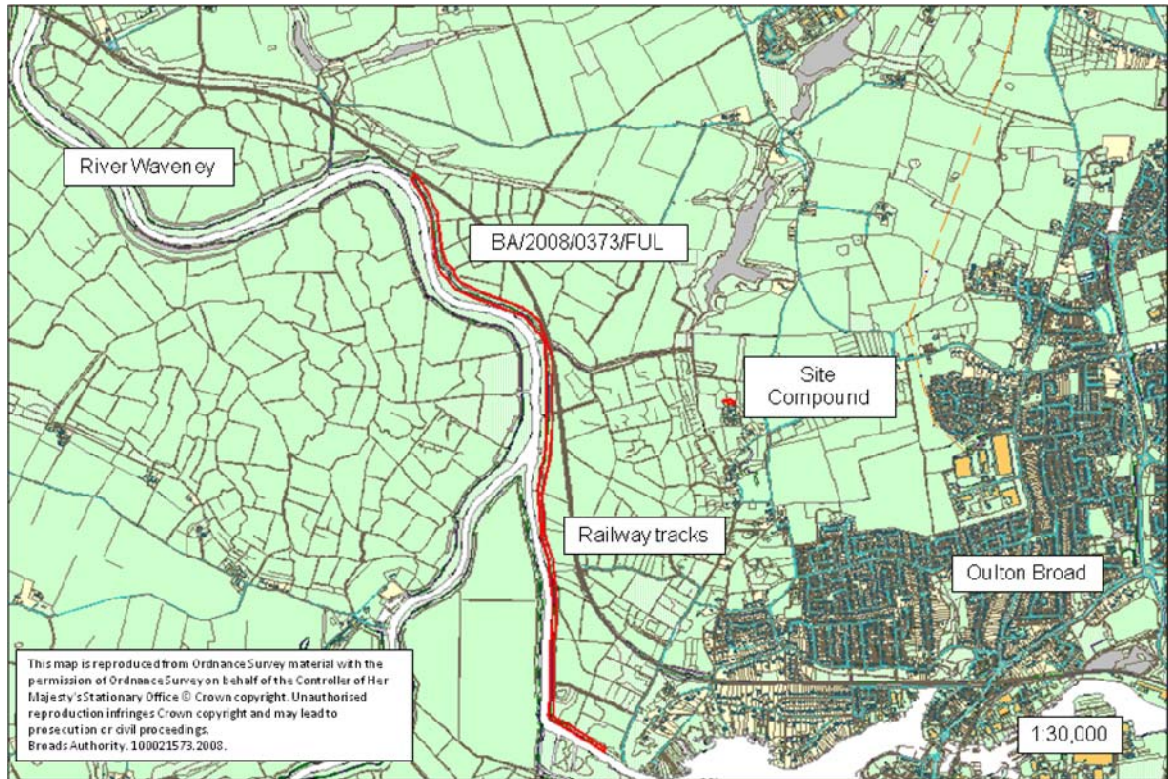 River Waveney
BA/2008/0373/FUL
Site
Compound
Railway tracks
Oulton Broad
This map is reproduced from Ordnance Survey material with the
permission of Ordnance Survey on behalf of the Controller of Her
Majesty's Stationary Office © Crown copyright. Unauthorised
reproduction infringes Crown copyright and may lead to
prosecution or civil proceedings.
Broads Authority. 100021573.2008.
1:30,000